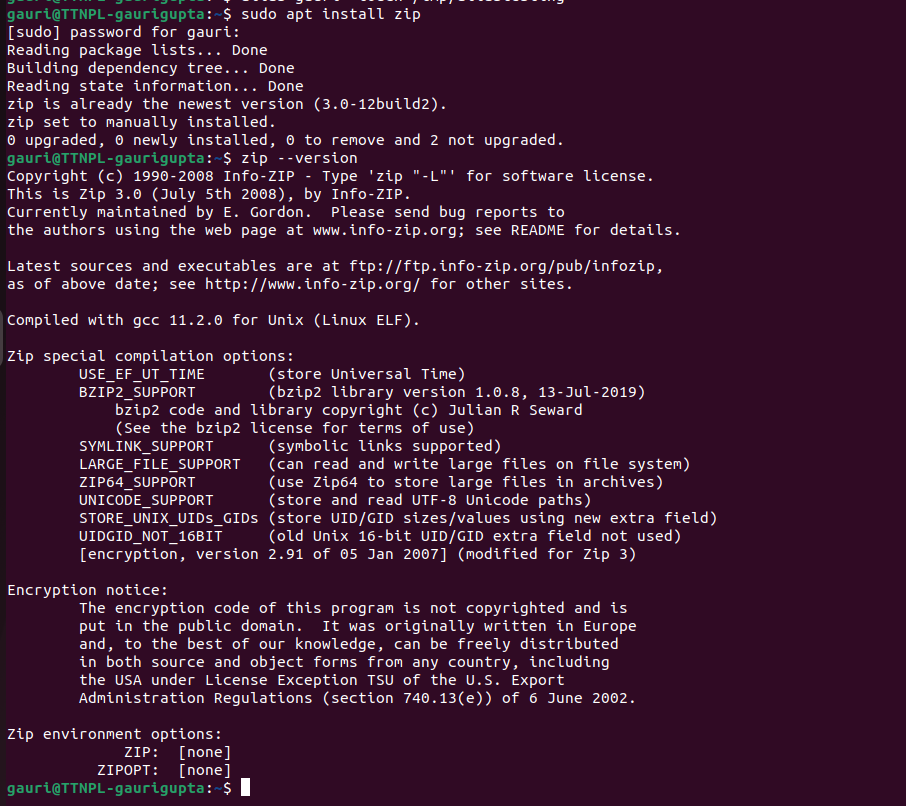 gauri@TTNPL-gaurigupta:~$ sudo apt install zip
[sudo] password for gauri:
Reading package lists... Done
Building dependency tree... Done
Reading state information... Done
zip is already the newest version (3.0-12build2).
zip set to manually installed.
0 upgraded, 0 newly installed, 0 to remove and 2 not upgraded.
gauri@TTNPL-gaurigupta:~$ zip --version
Copyright (c) 1990-2008 Info-ZIP - Type 'zip "-L"' for software license.
This is Zip 3.0 (July 5th 2008), by Info-ZIP.
Currently maintained by E. Gordon.  Please send bug reports to
the authors using the web page at www.info-zip.org; see README for details.

Latest sources and executables are at ftp://ftp.info-zip.org/pub/infozip,
as of above date; see http://www.info-zip.org/ for other sites.

Compiled with gcc 11.2.0 for Unix (Linux ELF).

Zip special compilation options:
        USE_EF_UT_TIME       (store Universal Time)
        BZIP2_SUPPORT        (bzip2 library version 1.0.8, 13-Jul-2019)
            bzip2 code and library copyright (c) Julian R Seward
            (See the bzip2 license for terms of use)
        SYMLINK_SUPPORT      (symbolic links supported)
        LARGE_FILE_SUPPORT   (can read and write large files on file system)
        ZIP64_SUPPORT        (use Zip64 to store large files in archives)
        UNICODE_SUPPORT      (store and read UTF-8 Unicode paths)
        STORE_UNIX_UIDs_GIDs (store UID/GID sizes/values using new extra field)
        UIDGID_NOT_16BIT     (old Unix 16-bit UID/GID extra field not used)
        [encryption, version 2.91 of 05 Jan 2007] (modified for Zip 3)

Encryption notice:
        The encryption code of this program is not copyrighted and is
        put in the public domain.  It was originally written in Europe
        and, to the best of our knowledge, can be freely distributed
        in both source and object forms from any country, including
        the USA under License Exception TSU of the U.S. Export
        Administration Regulations (section 740.13(e)) of 6 June 2002.

Zip environment options:
             ZIP:  [none]
          ZIPOPT:  [none]
gauri@TTNPL-gaurigupta:~$